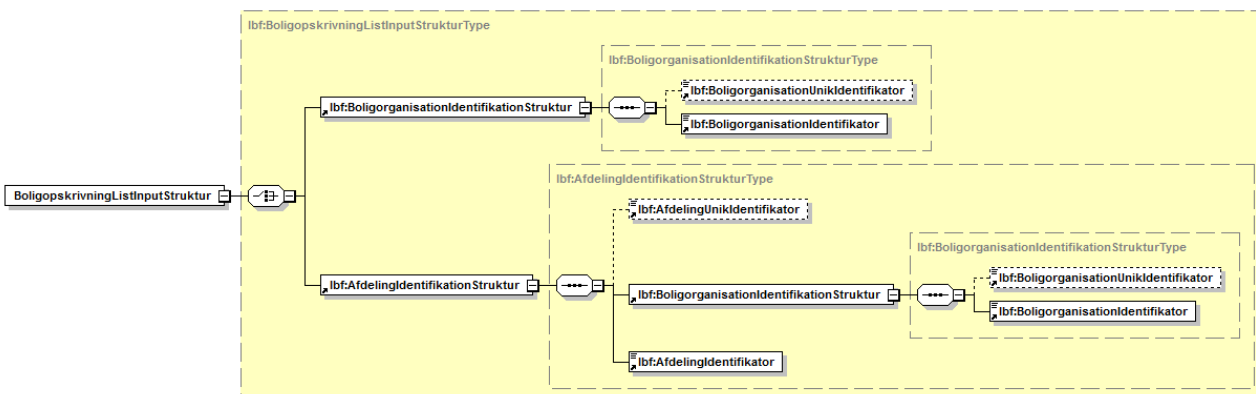 lbf:BoligopskrivningListInputStrukturType
lbf:BoligorganisationIdentifikationStrukturType
lbf:BoligorganisationUnikIdentifikator
lbf:BoligorganisationIdentifikationStruktur
lbf:BoligorganisationIdentifikator
lbf:AfdelingIdentifikationStrukturType
BoligopskrivningListInputStruktur
lbf:AfdelingUnikIdentifikator
lbf:BoligorganisationIdentifikationStrukturType
lbf:BoligorganisationUnikIdentifikator
lbf:AfdelingIdentifikationStruktur
lbf:BoligorganisationIdentifikationStruktur
lbf:BoligorganisationIdentifikator
lbf:AfdelingIdentifikator